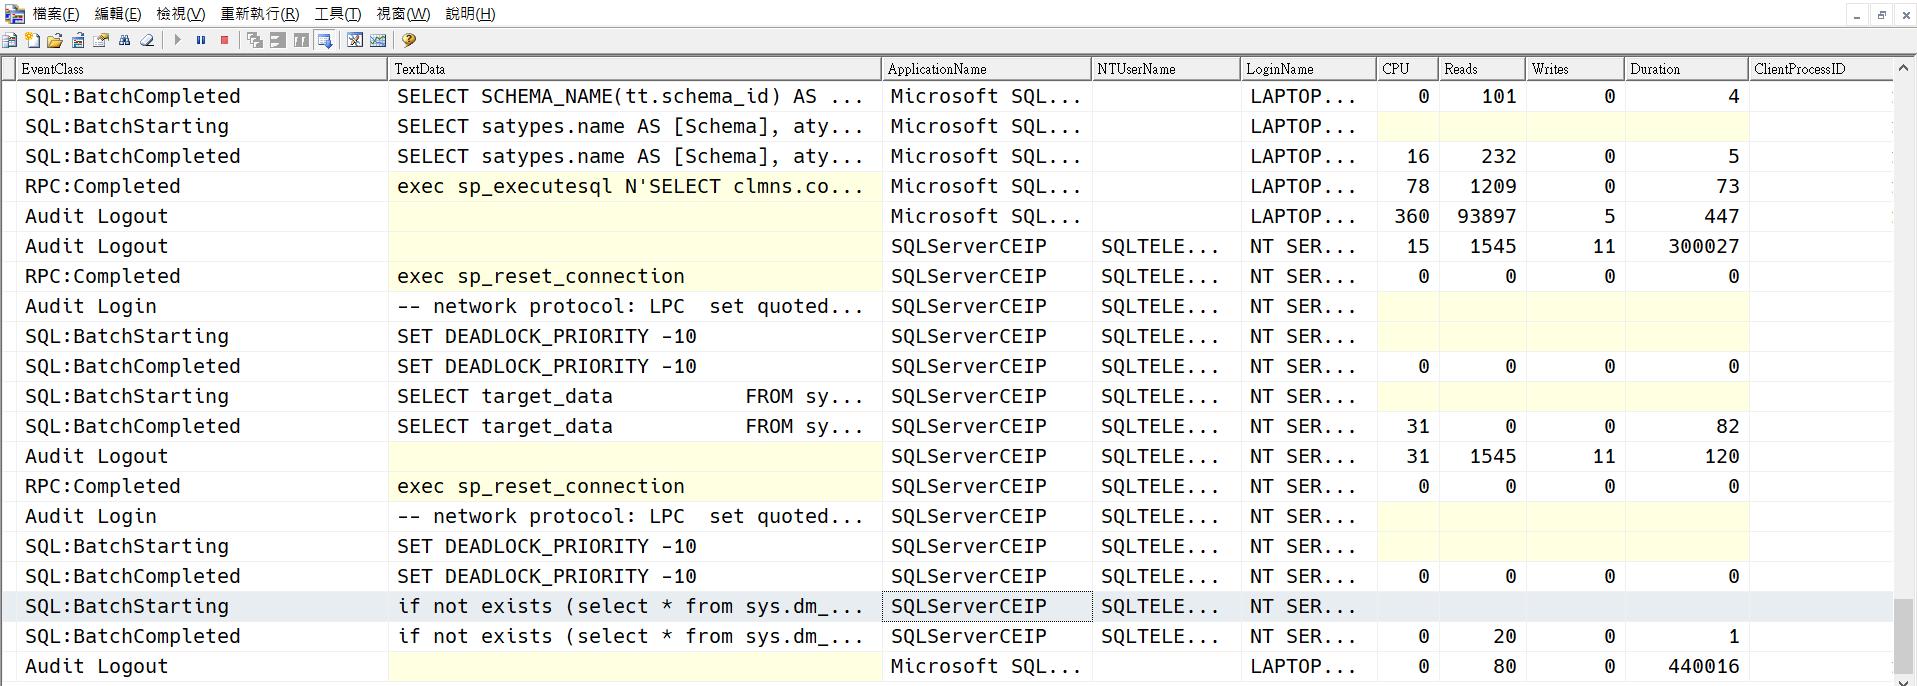 檔案(F) 編輯(E) 檢視(V) 重新執行(R) 工具(T) 視窗(W) 說明(H)
EventClass TextData ApplicationName NTUserName LoginName CPU Reads Writes Duration ClientProcessID
SQL:BatchCompleted SELECT SCHEMA_NAME(tt.schema_id) AS ... Microsoft SQL... LAPTOP... 0 101 0 4
SQL:BatchStarting SELECT satypes.name AS [Schema], aty... Microsoft SQL... LAPTOP...
SQL:BatchCompleted SELECT satypes.name AS [Schema], aty... Microsoft SQL... LAPTOP... 16 232 0 5
RPC:Completed exec sp_executesql N'SELECT clmns.co... Microsoft SQL... LAPTOP... 78 1209 0 73
Audit Logout Microsoft SQL... LAPTOP... 360 93897 5 447
Audit Logout SQLServerCEIP SQLTELE... NT SER... 15 1545 11 300027
RPC:Completed exec sp_reset_connection SQLServerCEIP SQLTELE... NT SER... 0 0 0 0
Audit Login -- network protocol: LPC set quoted... SQLServerCEIP SQLTELE... NT SER...
SQL:BatchStarting SET DEADLOCK_PRIORITY -10 SQLServerCEIP SQLTELE... NT SER...
SQL:BatchCompleted SET DEADLOCK_PRIORITY -10 SQLServerCEIP SQLTELE... NT SER... 0 0 0 0
SQL:BatchStarting SELECT target_data FROM sy... SQLServerCEIP SQLTELE... NT SER...
SQL:BatchCompleted SELECT target_data FROM sy... SQLServerCEIP SQLTELE... NT SER... 31 0 0 82
Audit Logout SQLServerCEIP SQLTELE... NT SER... 31 1545 11 120
RPC:Completed exec sp_reset_connection SQLServerCEIP SQLTELE... NT SER... 0 0 0 0
Audit Login -- network protocol: LPC set quoted... SQLServerCEIP SQLTELE... NT SER...
SQL:BatchStarting SET DEADLOCK_PRIORITY -10 SQLServerCEIP SQLTELE... NT SER...
SQL:BatchCompleted SET DEADLOCK_PRIORITY -10 SQLServerCEIP SQLTELE... NT SER... 0 0 0 0
SQL:BatchStarting if not exists (select * from sys.dm_... SQLServerCEIP SQLTELE... NT SER...
SQL:BatchCompleted if not exists (select * from sys.dm_... SQLServerCEIP SQLTELE... NT SER... 0 20 0 1
Audit Logout Microsoft SQL... LAPTOP... 0 80 0 440016